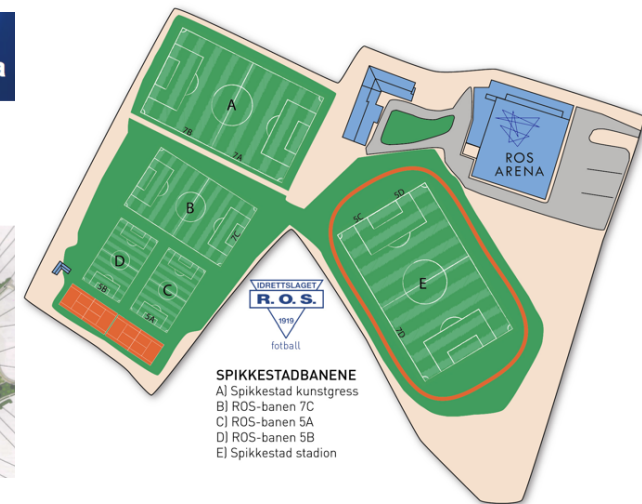 a
A
7B
7A
B
7C
D
5B
C
5A
ROS
ARENA
5D
5C
E
7D
IDRETTSLAGET
R.O.S.
1919
fotball
SPIKKESTADBANENE
A) Spikkestad kunstgress
B) ROS-banen 7C
C) ROS-banen 5A
D) ROS-banen 5B
E) Spikkestad stadion